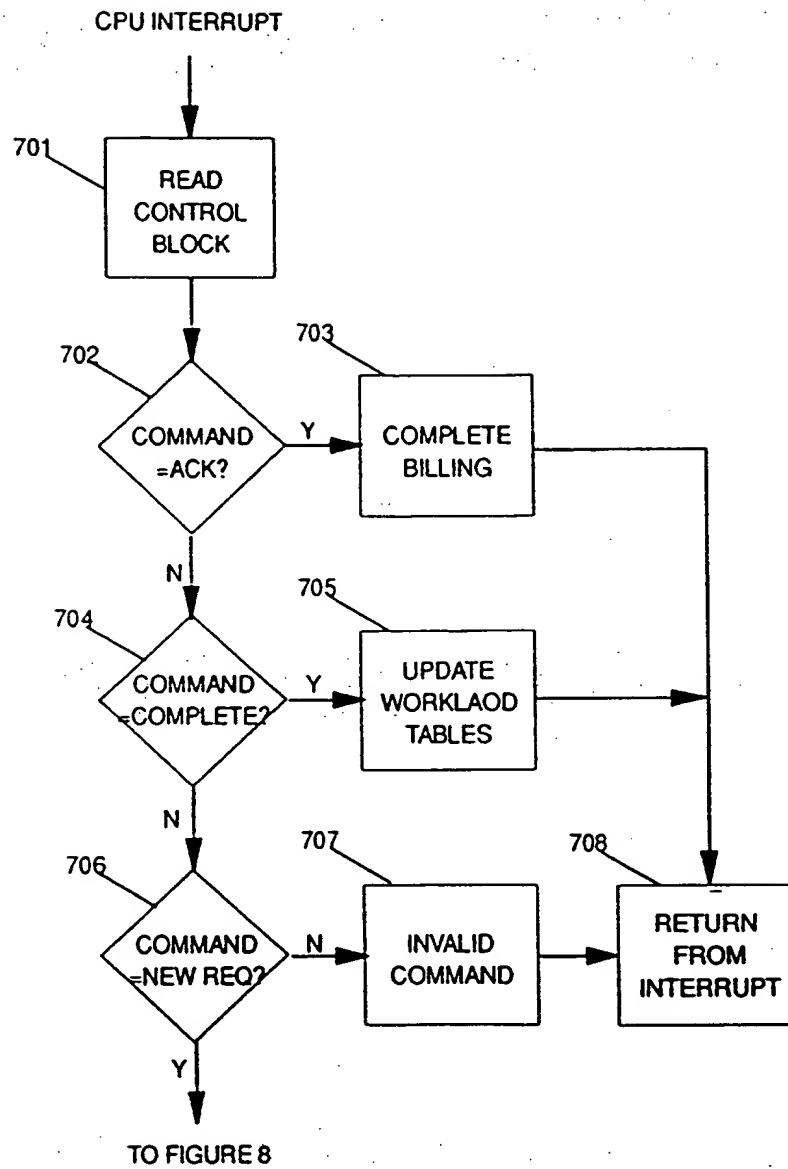 CPU INTERRUPT
701
READ
CONTROL
BLOCK
702
COMMAND
=ACK?
Y
703
COMPLETE
BILLING
N
704
COMMAND
=COMPLETE?
Y
705
UPDATE
WORKLAOD
TABLES
N
706
COMMAND
=NEW REQ?
N
707
INVALID
COMMAND
708
RETURN
FROM
INTERRUPT
Y
TO FIGURE 8